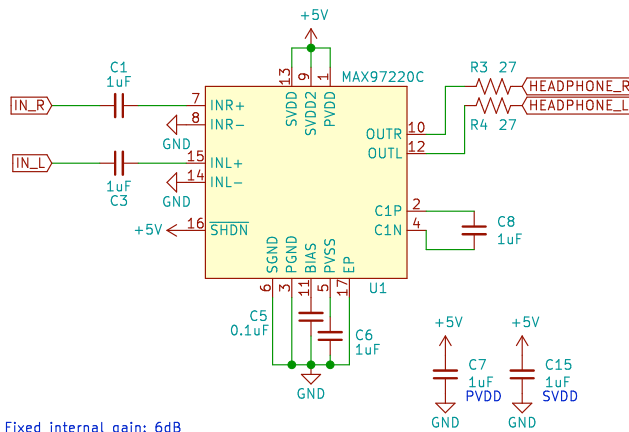 +5V
C1
1uF
13
SVDD
9
SVDD2
1
PVDD
MAX97220C
R3 27
HEADPHONE_R
HEADPHONE_L
R4 27
IN_R
7 INR+
8 INR-
GND
OUTR 10
OUTL 12
IN_L
15 INL+
14 INL-
1uF
C3
GND
C1P 2
C1N 4
C8
1uF
+5V
16 SHDN
SGND
PGND
BIAS
PVSS
EP
6
3
11
5
17
U1
C5
0.1uF
C6
1uF
GND
+5V
C7
1uF
PVDD
GND
+5V
C15
1uF
SVDD
GND
Fixed internal gain: 6dB